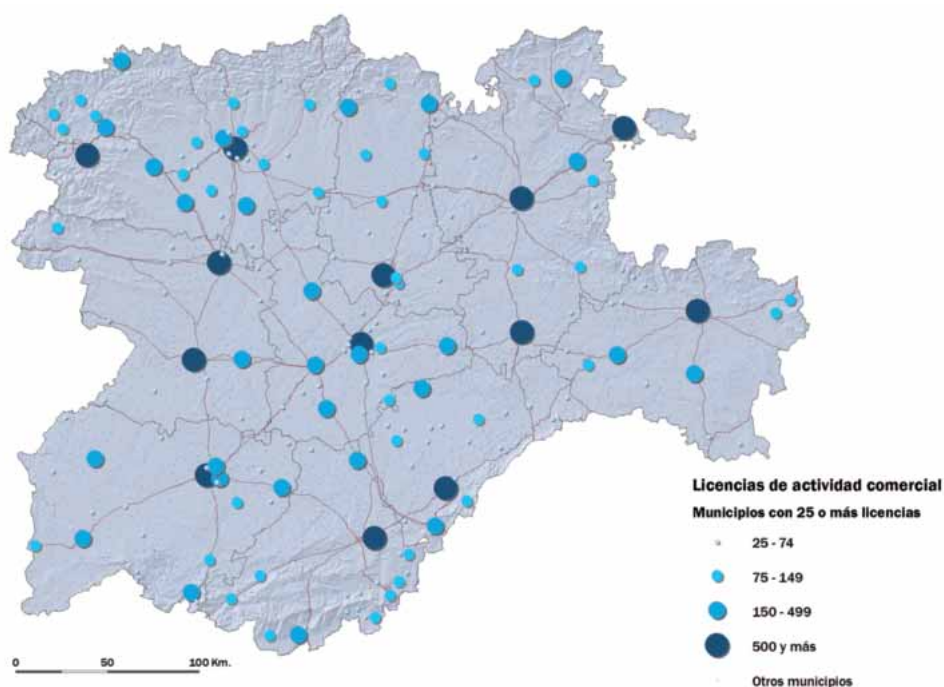 Licencias de actividad comercial
Municipios con 25 o más licencias
25 - 74
75 - 149
150 - 499
500 y más
Otros municipios
0 50 100 Km.